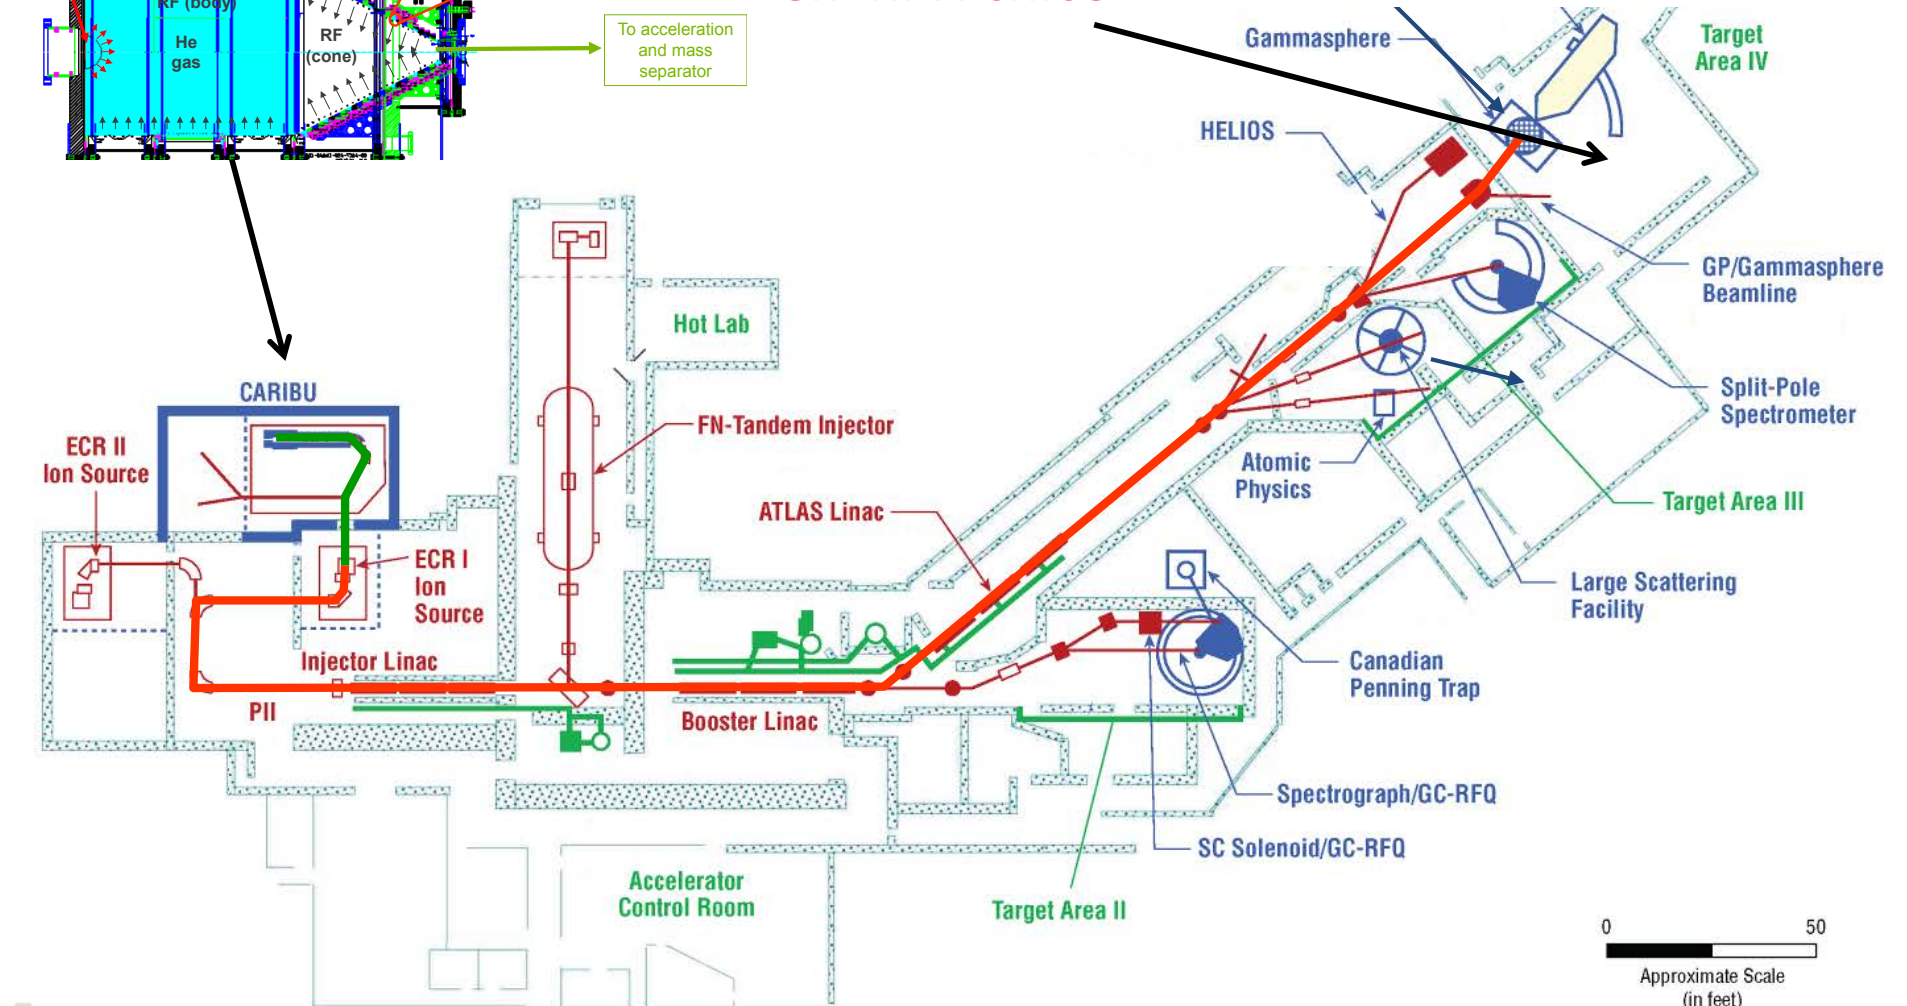 RF (body)
He
gas
RF
(cone)
To acceleration
and mass
separator
Gammasphere
Target
Area IV
HELIOS
GP/Gammasphere
Beamline
Hot Lab
CARIBU
Split-Pole
Spectrometer
FN-Tandem Injector
ECR II
Ion Source
Atomic
Physics
Target Area III
ATLAS Linac
ECR I
Ion
Source
Large Scattering
Facility
Injector Linac
Canadian
Penning Trap
PII
Booster Linac
Spectrograph/GC-RFQ
SC Solenoid/GC-RFQ
Accelerator
Control Room
Target Area II
0 50
Approximate Scale
(in feet)